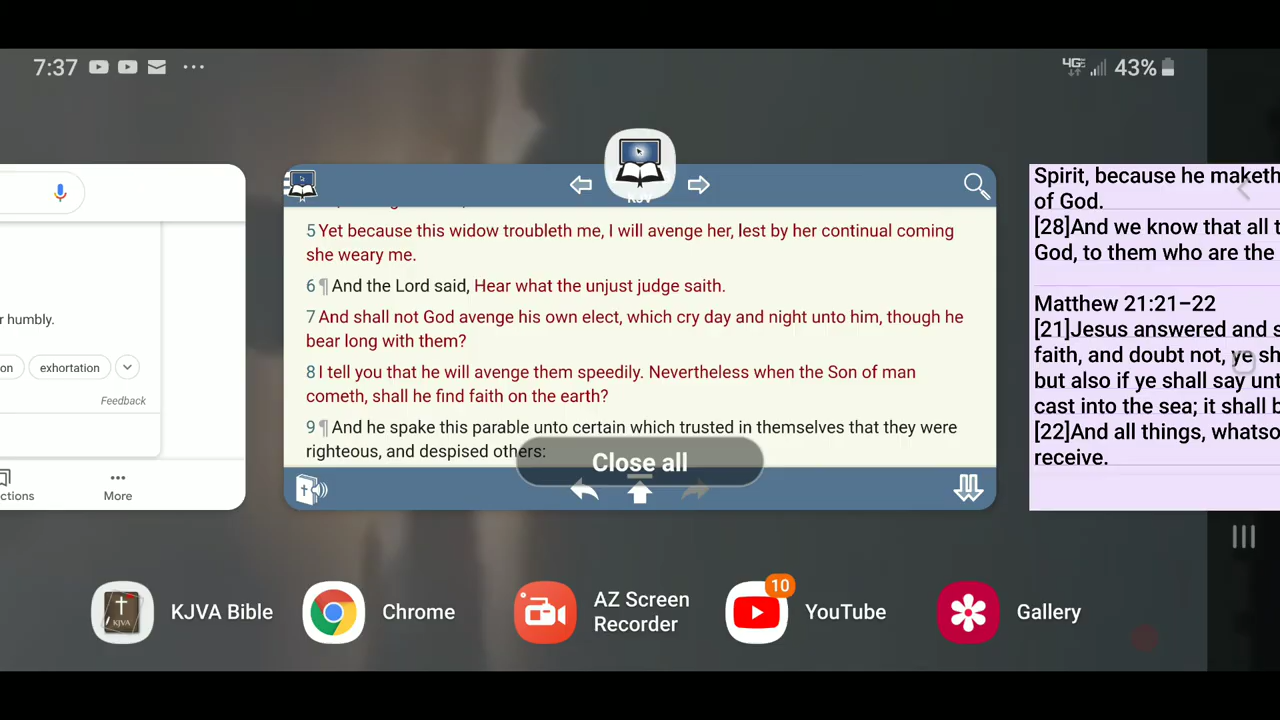 7:37
4GE 43%
r humbly.
on exhortation
Feedback
ctions
More
KJV
5 Yet because this widow troubleth me, I will avenge her, lest by her continual coming
she weary me.
6 ¶ And the Lord said, Hear what the unjust judge saith.
7 And shall not God avenge his own elect, which cry day and night unto him, though he
bear long with them?
8 I tell you that he will avenge them speedily. Nevertheless when the Son of man
cometh, shall he find faith on the earth?
9 ¶ And he spake this parable unto certain which trusted in themselves that they were
righteous, and despised others:
Close all
Spirit, because he maketh
of God.
[28]And we know that all t
God, to them who are the
Matthew 21:21–22
[21]Jesus answered and s
faith, and doubt not, ye sh
but also if ye shall say unt
cast into the sea; it shall b
[22]And all things, whatso
receive.
KJVA
KJVA Bible
Chrome
AZ Screen
Recorder
10
YouTube
Gallery